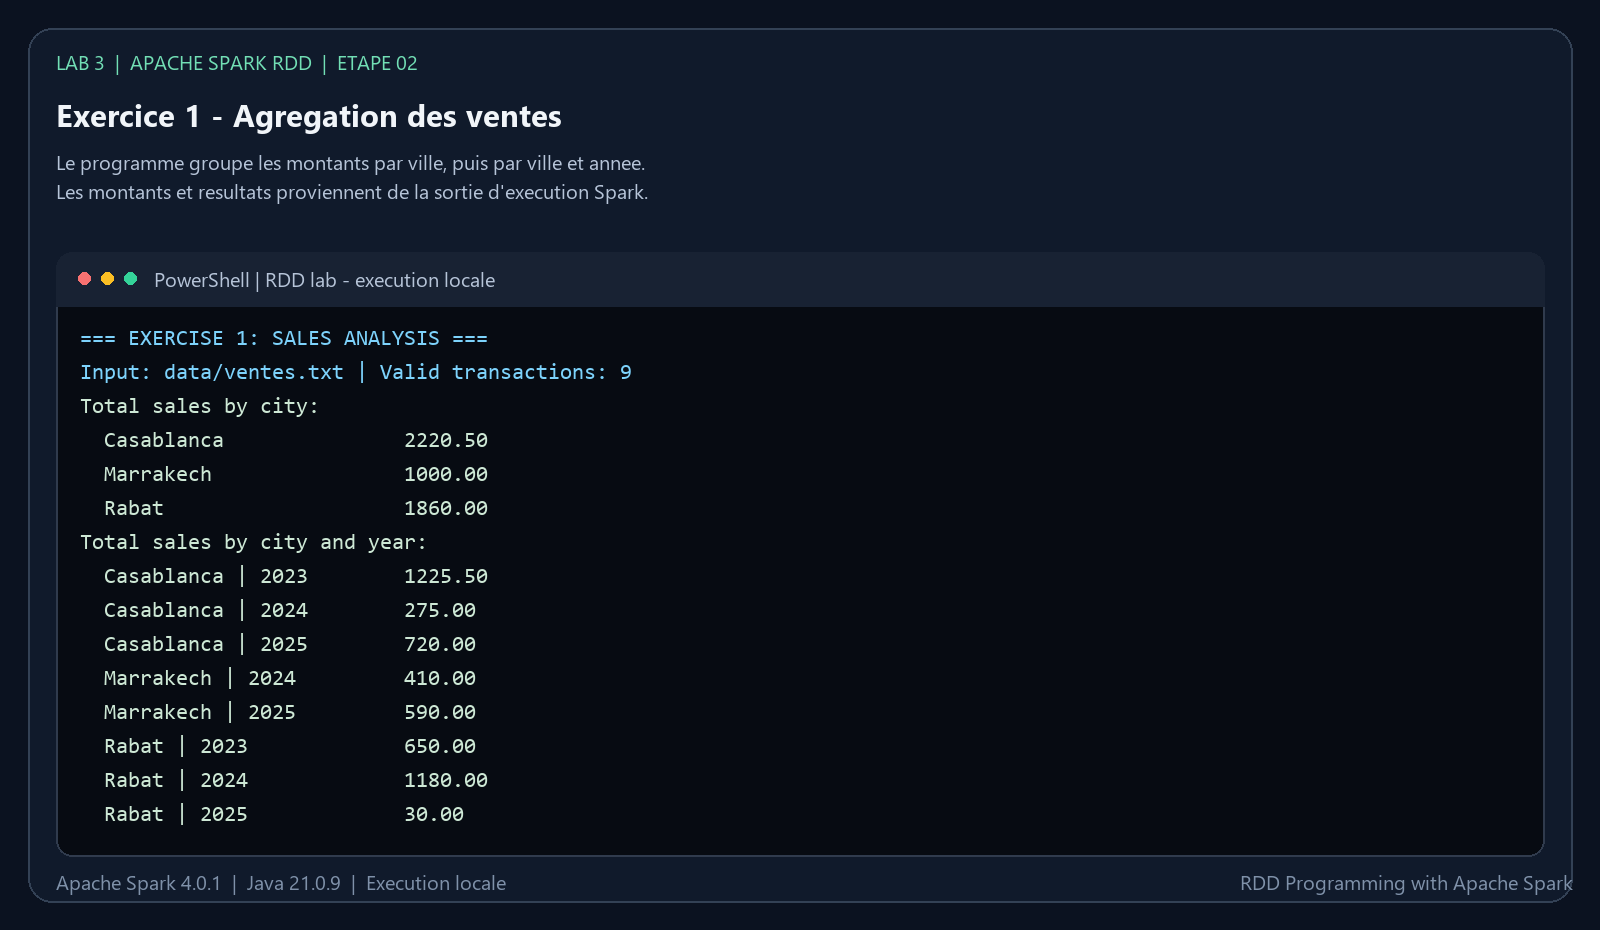 LAB 3 | APACHE SPARK RDD | ETAPE 02
Exercice 1 - Agregation des ventes
Le programme groupe les montants par ville, puis par ville et annee.
Les montants et resultats proviennent de la sortie d'execution Spark.
PowerShell | RDD lab - execution locale
=== EXERCISE 1: SALES ANALYSIS ===
Input: data/ventes.txt | Valid transactions: 9
Total sales by city:
Casablanca 2220.50
Marrakech 1000.00
Rabat 1860.00
Total sales by city and year:
Casablanca | 2023 1225.50
Casablanca | 2024 275.00
Casablanca | 2025 720.00
Marrakech | 2024 410.00
Marrakech | 2025 590.00
Rabat | 2023 650.00
Rabat | 2024 1180.00
Rabat | 2025 30.00
Apache Spark 4.0.1 | Java 21.0.9 | Execution locale
RDD Programming with Apache Spark